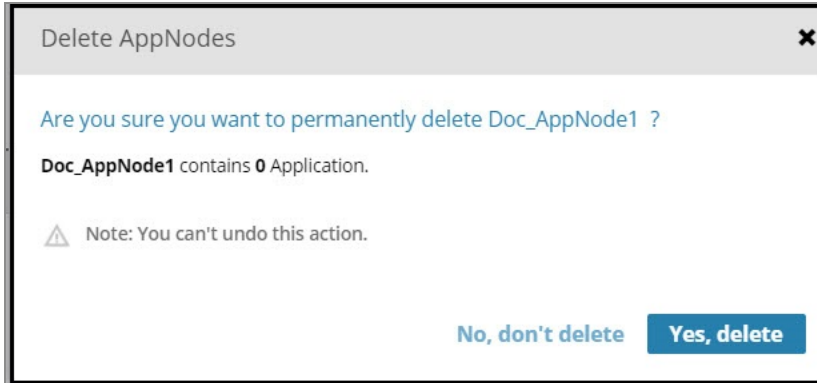 Delete AppNodes
Are you sure you want to permanently delete Doc_AppNode1 ?
Doc_AppNode1 contains 0 Application.
Note: You can't undo this action.
No, don't delete Yes, delete